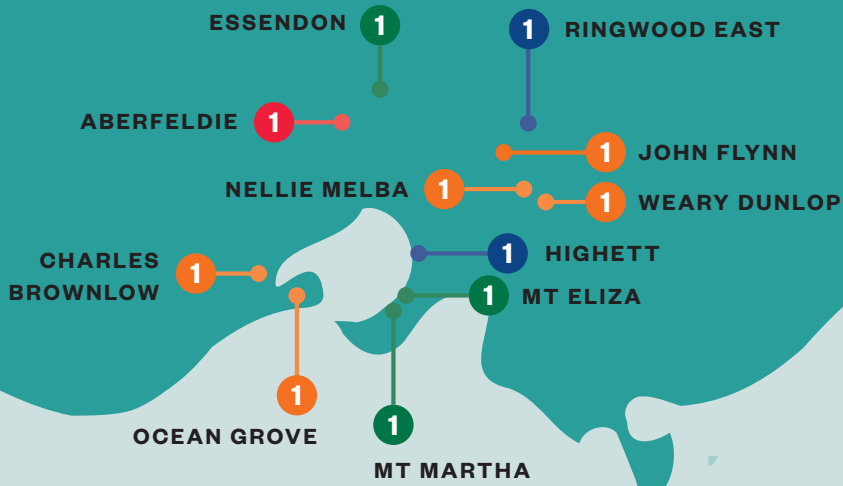 ESSENDON 1
1 RINGWOOD EAST
ABERFELDIE 1
1 JOHN FLYNN
NELLIE MELBA 1
1 WEARY DUNLOP
1 HIGHETT
CHARLES
BROWNLOW 1
1 MT ELIZA
1
OCEAN GROVE
1
MT MARTHA